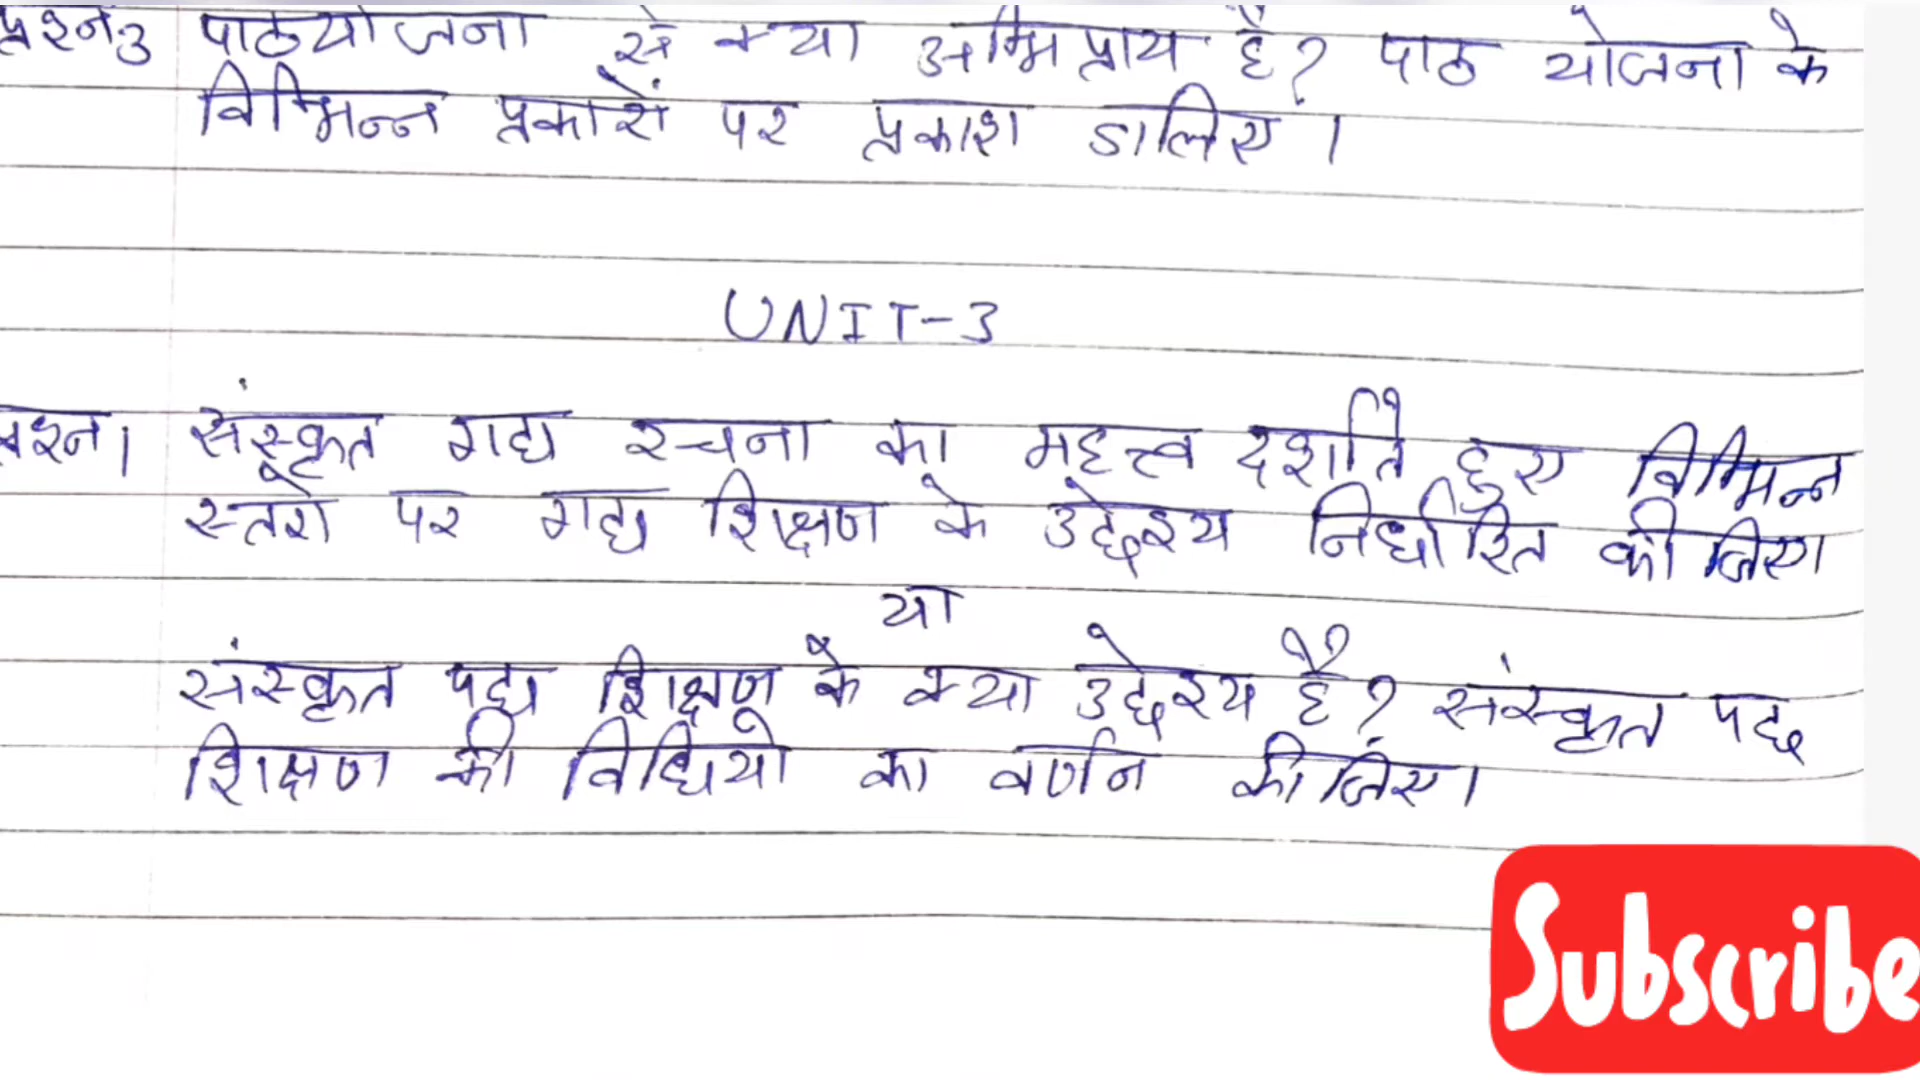 प्रश्न3 पाठयोजना से क्या अभिप्राय है? पाठ योजना के
विभिन्न प्रकारों पर प्रकाश डालिए।
UNIT-3
प्रश्न1 संस्कृत गद्य रचना का महत्त्व दर्शाते हुए विभिन्न
स्तरो पर गद्य शिक्षण के उद्देश्य निर्धारित कीजिए।
या
संस्कृत पद्य शिक्षण के क्या उद्देश्य है? संस्कृत पद्य
शिक्षण की विधियो का वर्णन कीजिए।
Subscribe